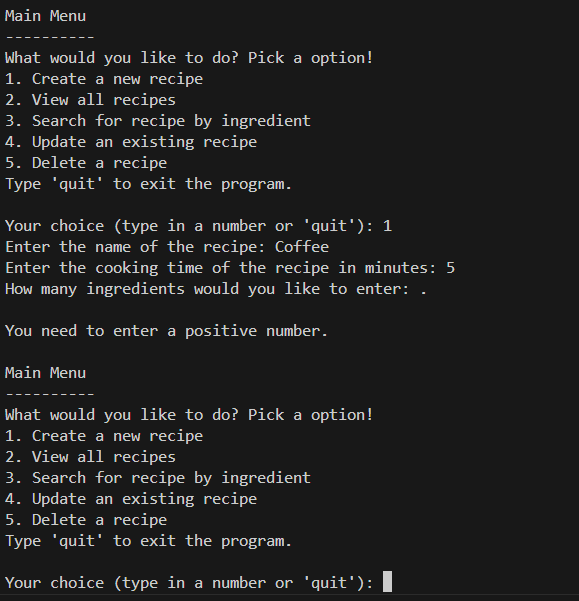 Main Menu
----------
What would you like to do? Pick a option!
1. Create a new recipe
2. View all recipes
3. Search for recipe by ingredient
4. Update an existing recipe
5. Delete a recipe
Type 'quit' to exit the program.

Your choice (type in a number or 'quit'): 1
Enter the name of the recipe: Coffee
Enter the cooking time of the recipe in minutes: 5
How many ingredients would you like to enter: .

You need to enter a positive number.

Main Menu
----------
What would you like to do? Pick a option!
1. Create a new recipe
2. View all recipes
3. Search for recipe by ingredient
4. Update an existing recipe
5. Delete a recipe
Type 'quit' to exit the program.

Your choice (type in a number or 'quit'):